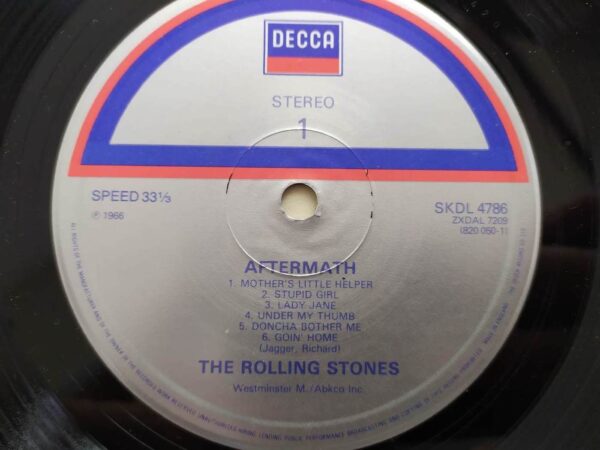 DECCA
STEREO
1
SPEED 33⅓
℗ 1966
SKDL 4786
ZXDAL 7209
(820 050-1)
AFTERMATH
1. MOTHER'S LITTLE HELPER
2. STUPID GIRL
3. LADY JANE
4. UNDER MY THUMB
5. DONCHA BOTHER ME
6. GOIN' HOME
(Jagger, Richard)
THE ROLLING STONES
Westminster M./Abkco Inc.